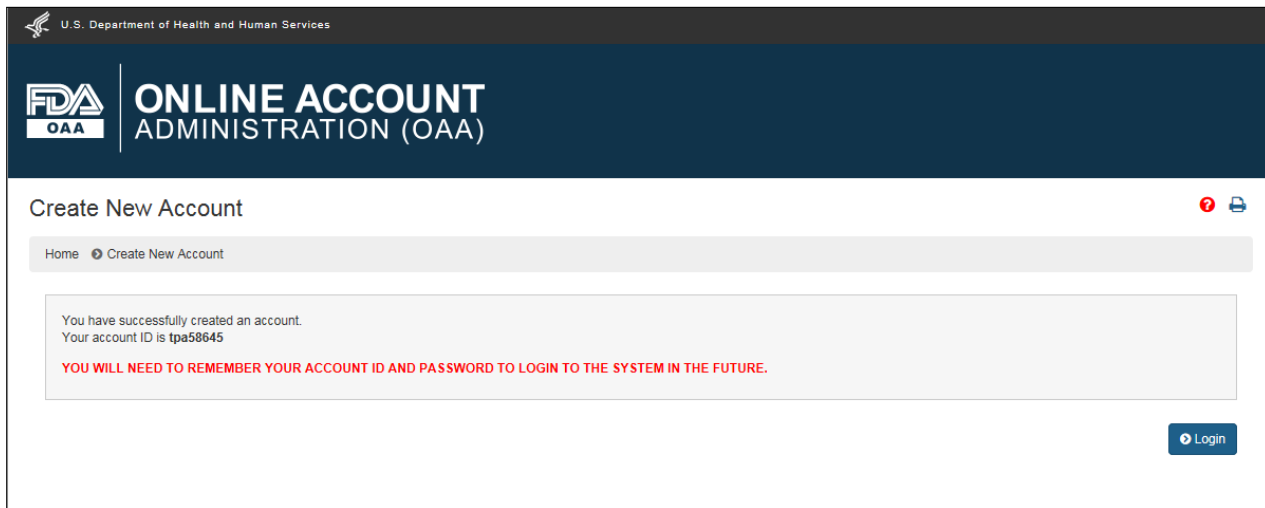 U.S. Department of Health and Human Services
FDA
OAA
ONLINE ACCOUNT
ADMINISTRATION (OAA)
Create New Account
Home Create New Account
You have successfully created an account.
Your account ID is tpa58645
YOU WILL NEED TO REMEMBER YOUR ACCOUNT ID AND PASSWORD TO LOGIN TO THE SYSTEM IN THE FUTURE.
Login